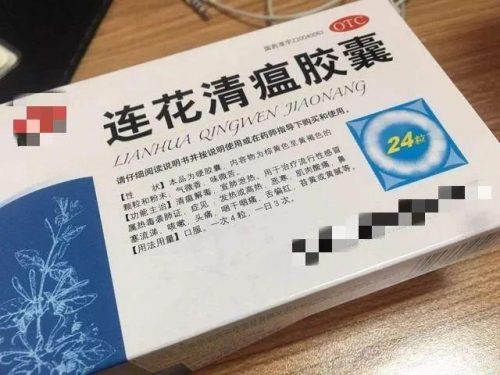 OTC
国药准字Z20040063
连花清瘟胶囊
LIANHUA QINGWEN JIAONANG
请仔细阅读说明书并按说明使用或在药师指导下购买和使用。
24粒
【性 状】本品为硬胶囊，内容物为棕黄色至黄褐色的
颗粒和粉末；气微香，味微苦。
【功能主治】清瘟解毒，宣肺泄热。用于治疗流行性感冒
属热毒袭肺证，症见：发热或高热，恶寒，肌肉酸痛，鼻
塞流涕，咳嗽，头痛，咽干咽痛，舌偏红，苔黄或黄腻等。
【用法用量】口服。一次4粒，一日3次。